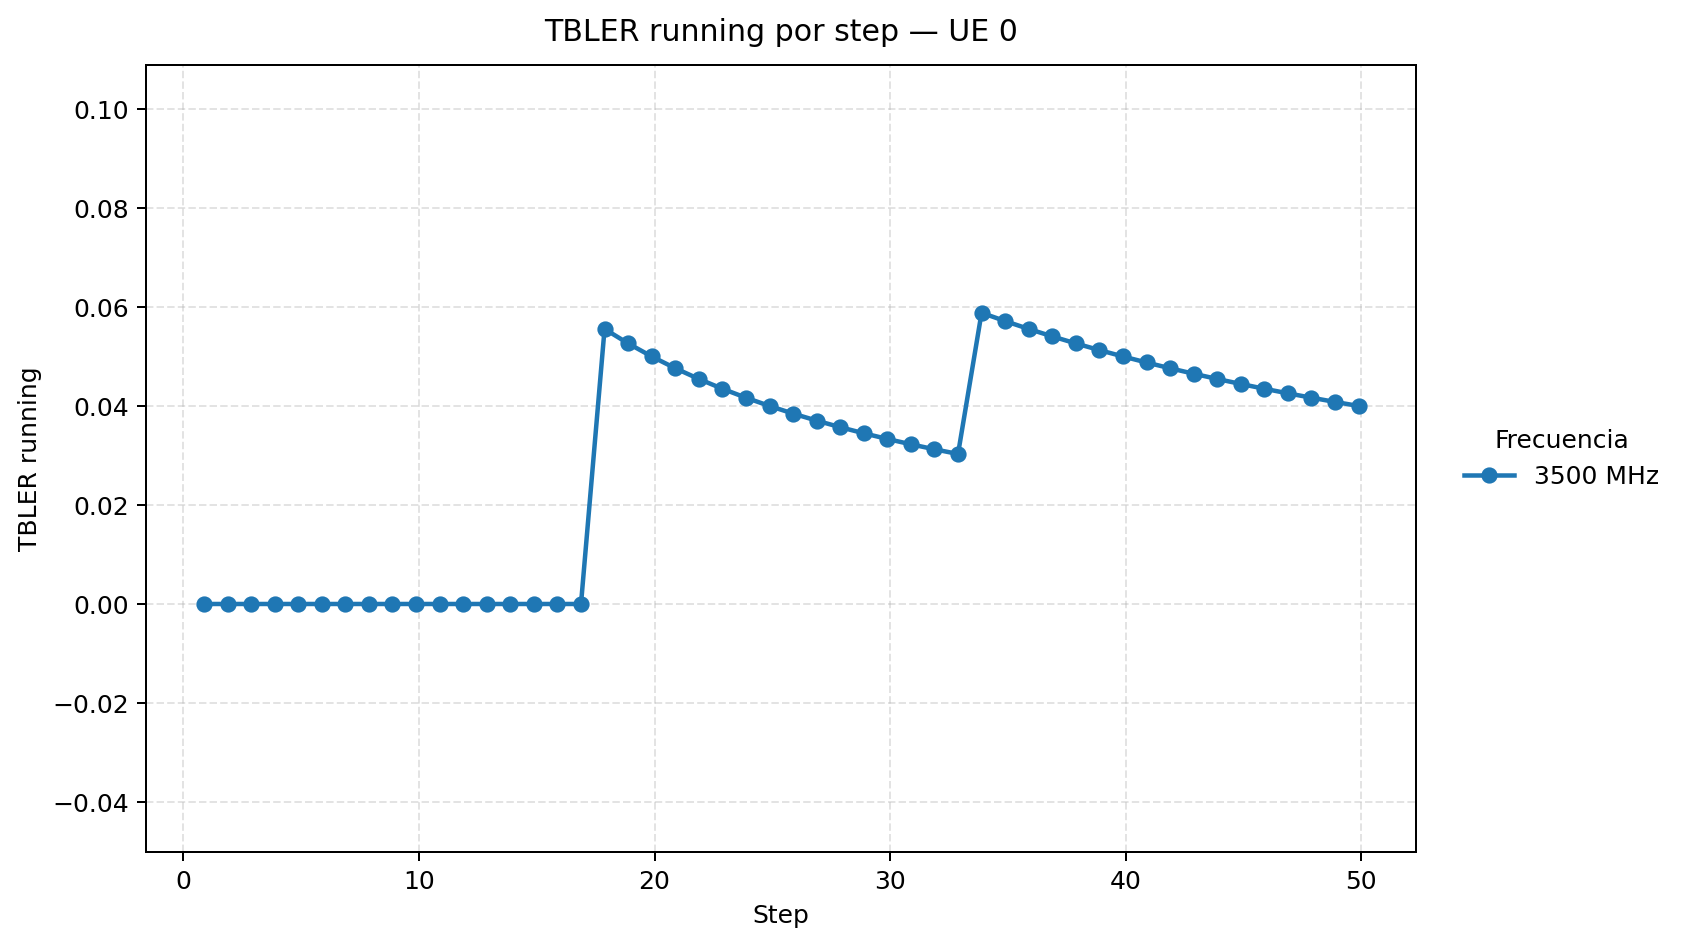 TBLER running por step — UE 0
TBLER running
0.10
0.08
0.06
0.04
0.02
0.00
−0.02
−0.04
0 10 20 30 40 50
Step
Frecuencia
3500 MHz